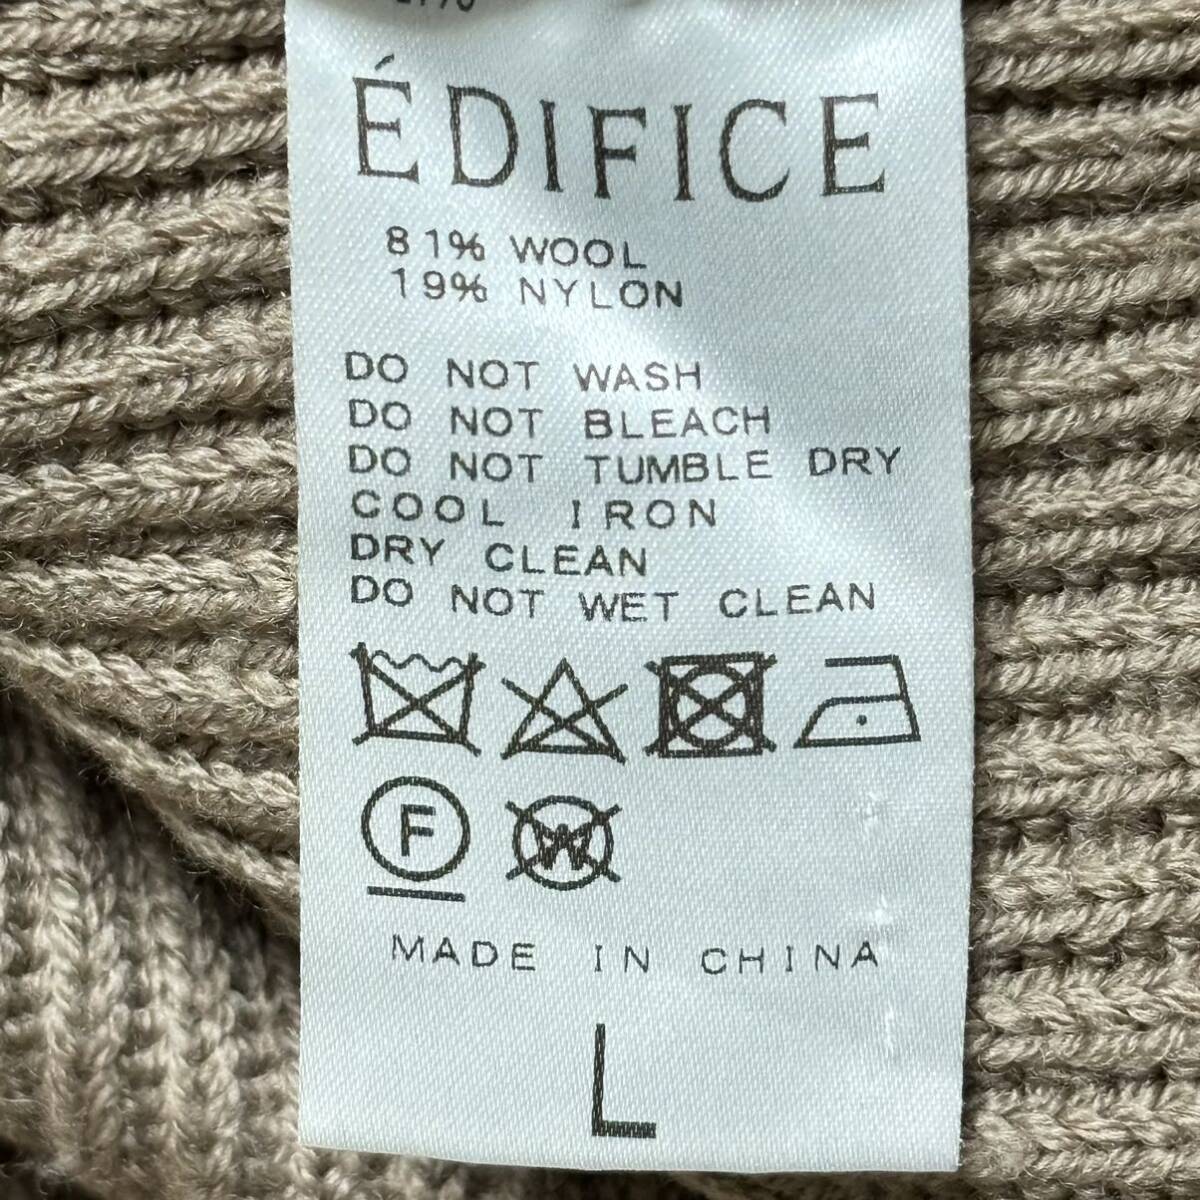 ÉDIFICE
81% WOOL
19% NYLON
DO NOT WASH
DO NOT BLEACH
DO NOT TUMBLE DRY
COOL IRON
DRY CLEAN
DO NOT WET CLEAN
F W
MADE IN CHINA
L